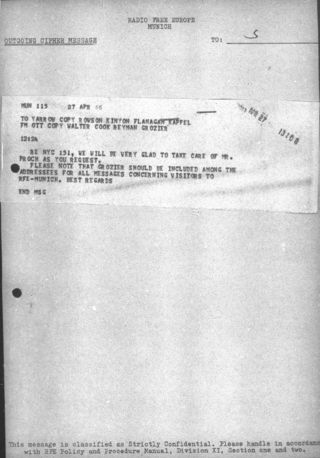 RADIO FREE EUROPE
MUNICH
OUTGOING CIPHER MESSAGE
TO: S
MUN 115 27 APR 66
TO YARROW COPY ROWSON KINYON FLANAGAN KAPPEL
FM OTT COPY WALTER COOK REYMAN GROZIER
1212A
RE NYC 191, WE WILL BE VERY GLAD TO TAKE CARE OF MR.
PROCH AS YOU REQUEST.
PLEASE NOTE THAT GROZIER SHOULD BE INCLUDED AMONG THE
ADDRESSEES FOR ALL MESSAGES CONCERNING VISITORS TO
RFE-MUNICH. BEST REGARDS
END MSG
This message is classified as Strictly Confidential. Please handle in accordanc
with RFE Policy and Procedure Manual, Division XI, Section one and two.